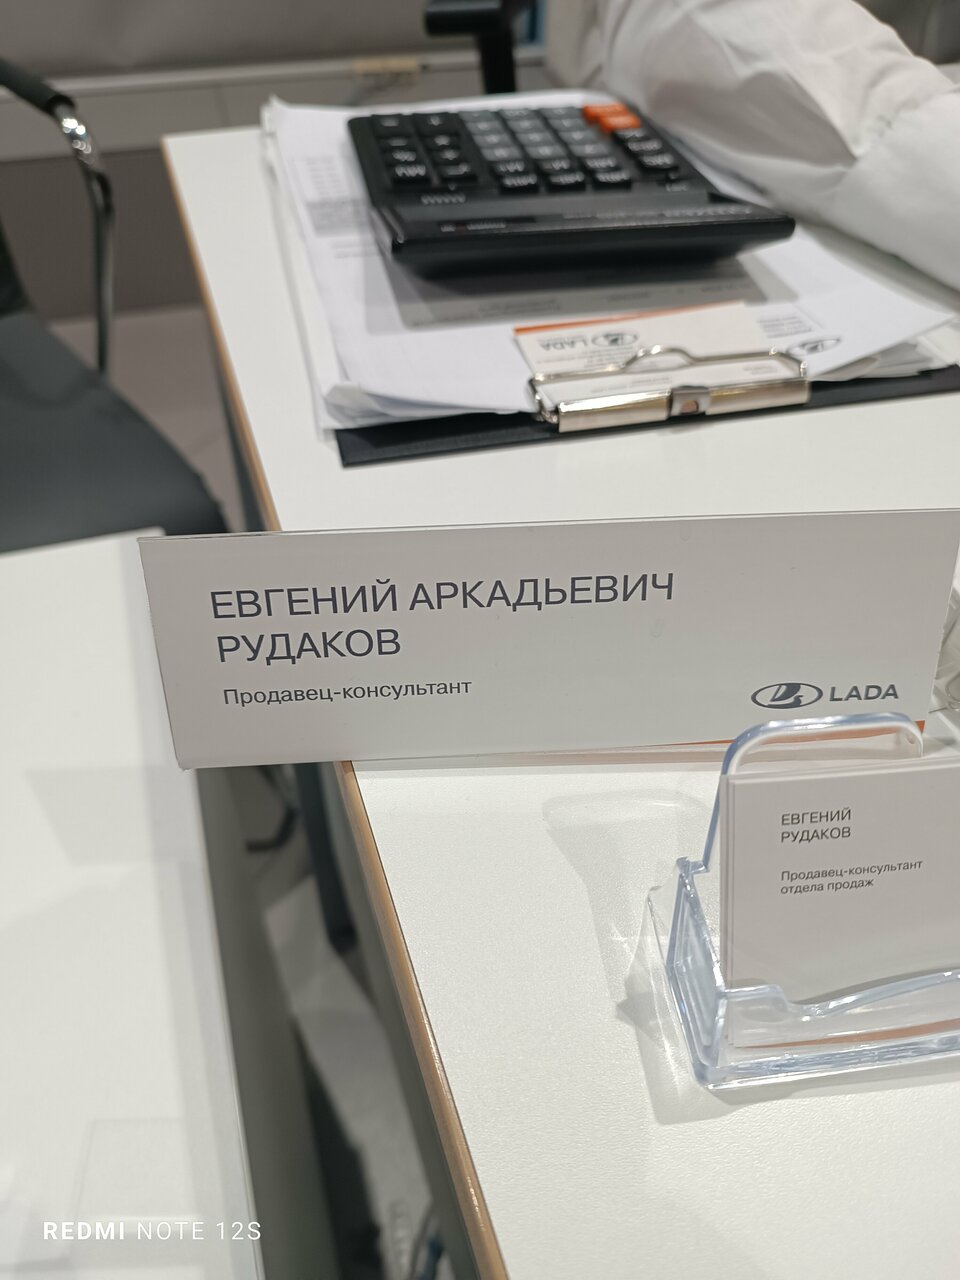 LADA
ЕВГЕНИЙ АРКАДЬЕВИЧ
РУДАКОВ
Продавец-консультант
LADA
ЕВГЕНИЙ
РУДАКОВ
Продавец-консультант
отдела продаж
REDMI NOTE 12S